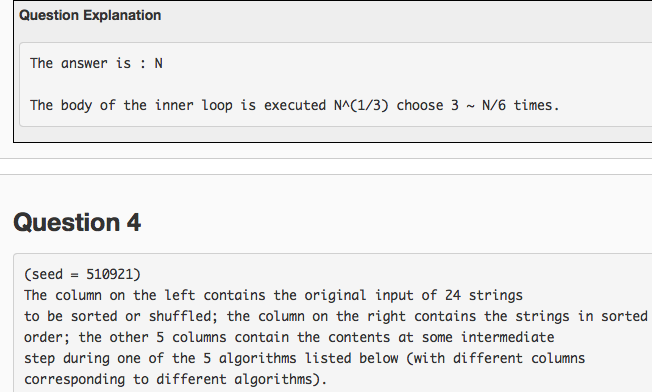 Question Explanation
The answer is : N
The body of the inner loop is executed N^(1/3) choose 3 ~ N/6 times.
Question 4
(seed = 510921)
The column on the left contains the original input of 24 strings
to be sorted or shuffled; the column on the right contains the strings in sorted
order; the other 5 columns contain the contents at some intermediate
step during one of the 5 algorithms listed below (with different columns
corresponding to different algorithms).